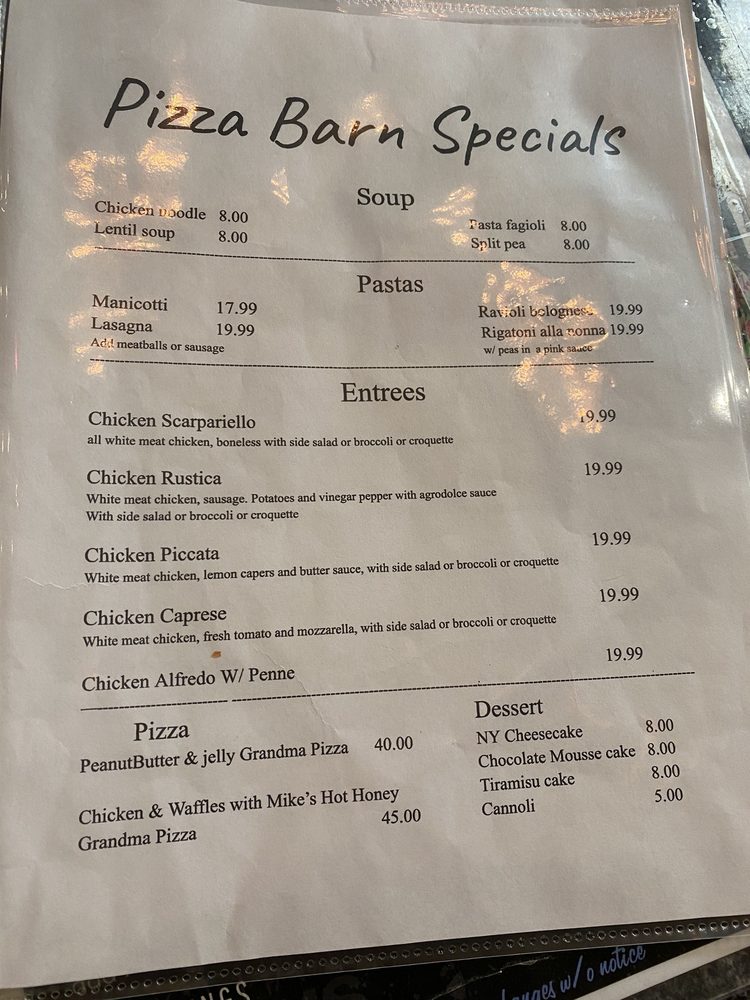 Pizza Barn Specials
Soup
Chicken noodle 8.00
Lentil soup 8.00
Pasta fagioli 8.00
Split pea 8.00
Pastas
Manicotti 17.99
Lasagna 19.99
Add meatballs or sausage
Ravioli bolognese 19.99
Rigatoni alla nonna 19.99
w/ peas in a pink sauce
Entrees
Chicken Scarpariello 19.99
all white meat chicken, boneless with side salad or broccoli or croquette
Chicken Rustica 19.99
White meat chicken, sausage. Potatoes and vinegar pepper with agrodolce sauce
With side salad or broccoli or croquette
Chicken Piccata 19.99
White meat chicken, lemon capers and butter sauce, with side salad or broccoli or croquette
Chicken Caprese 19.99
White meat chicken, fresh tomato and mozzarella, with side salad or broccoli or croquette
Chicken Alfredo W/ Penne 19.99
Pizza
PeanutButter & jelly Grandma Pizza 40.00
Chicken & Waffles with Mike's Hot Honey
Grandma Pizza 45.00
Dessert
NY Cheesecake 8.00
Chocolate Mousse cake 8.00
Tiramisu cake 8.00
Cannoli 5.00
w/o notice